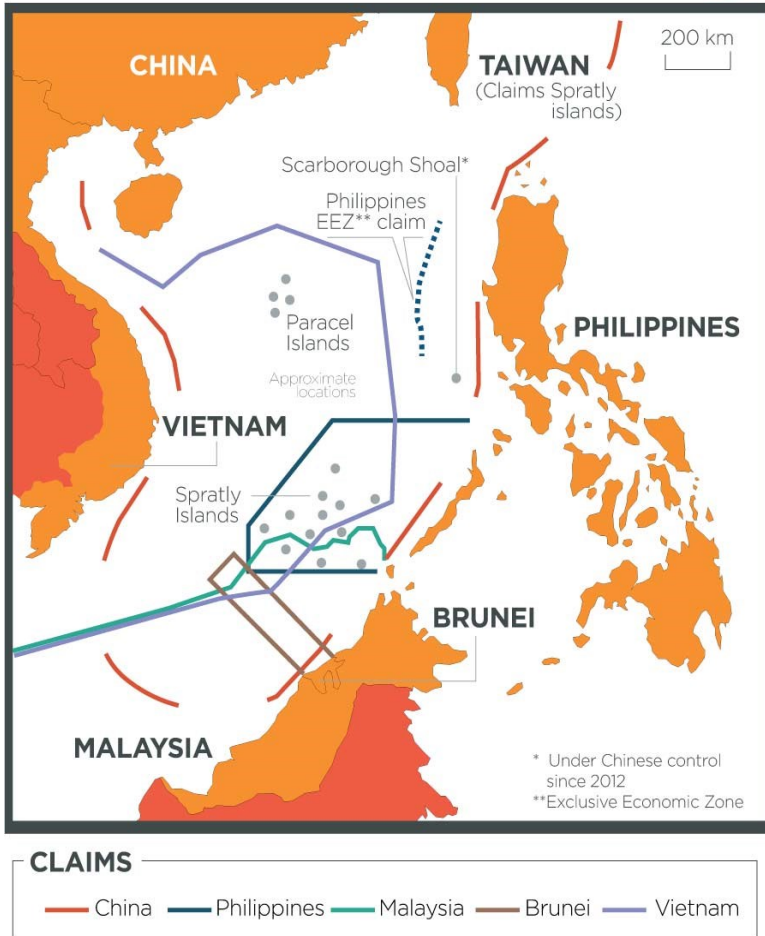 200 km
CHINA
TAIWAN
(Claims Spratly
islands)
Scarborough Shoal*
Philippines
EEZ** claim
Paracel
Islands
PHILIPPINES
Approximate
locations
VIETNAM
Spratly
Islands
BRUNEI
MALAYSIA
* Under Chinese control
since 2012
**Exclusive Economic Zone
CLAIMS
China Philippines Malaysia Brunei Vietnam